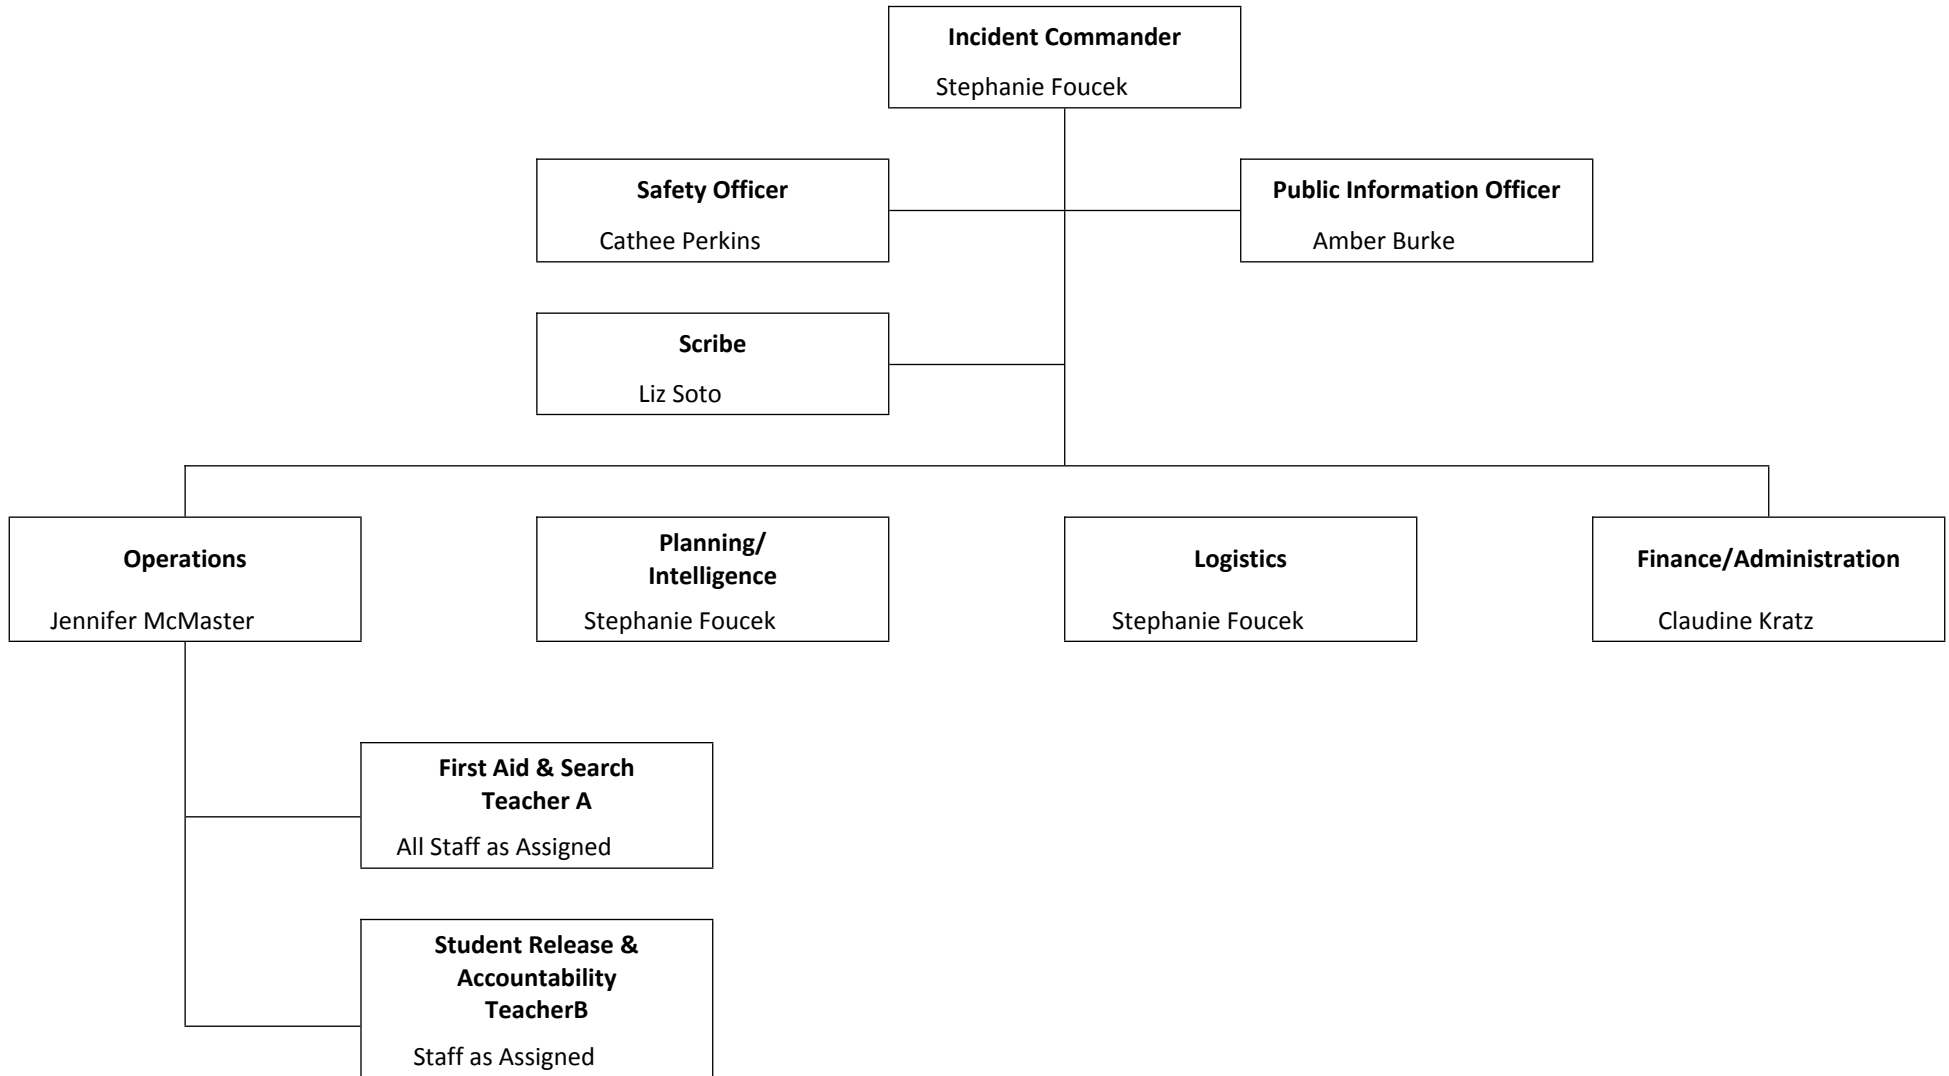 Incident Commander
Stephanie Foucek
Safety Officer
Cathee Perkins
Public Information Officer
Amber Burke
Scribe
Liz Soto
Operations
Jennifer McMaster
Planning/
Intelligence
Stephanie Foucek
Logistics
Stephanie Foucek
Finance/Administration
Claudine Kratz
First Aid & Search
Teacher A
All Staff as Assigned
Student Release &
Accountability
TeacherB
Staff as Assigned